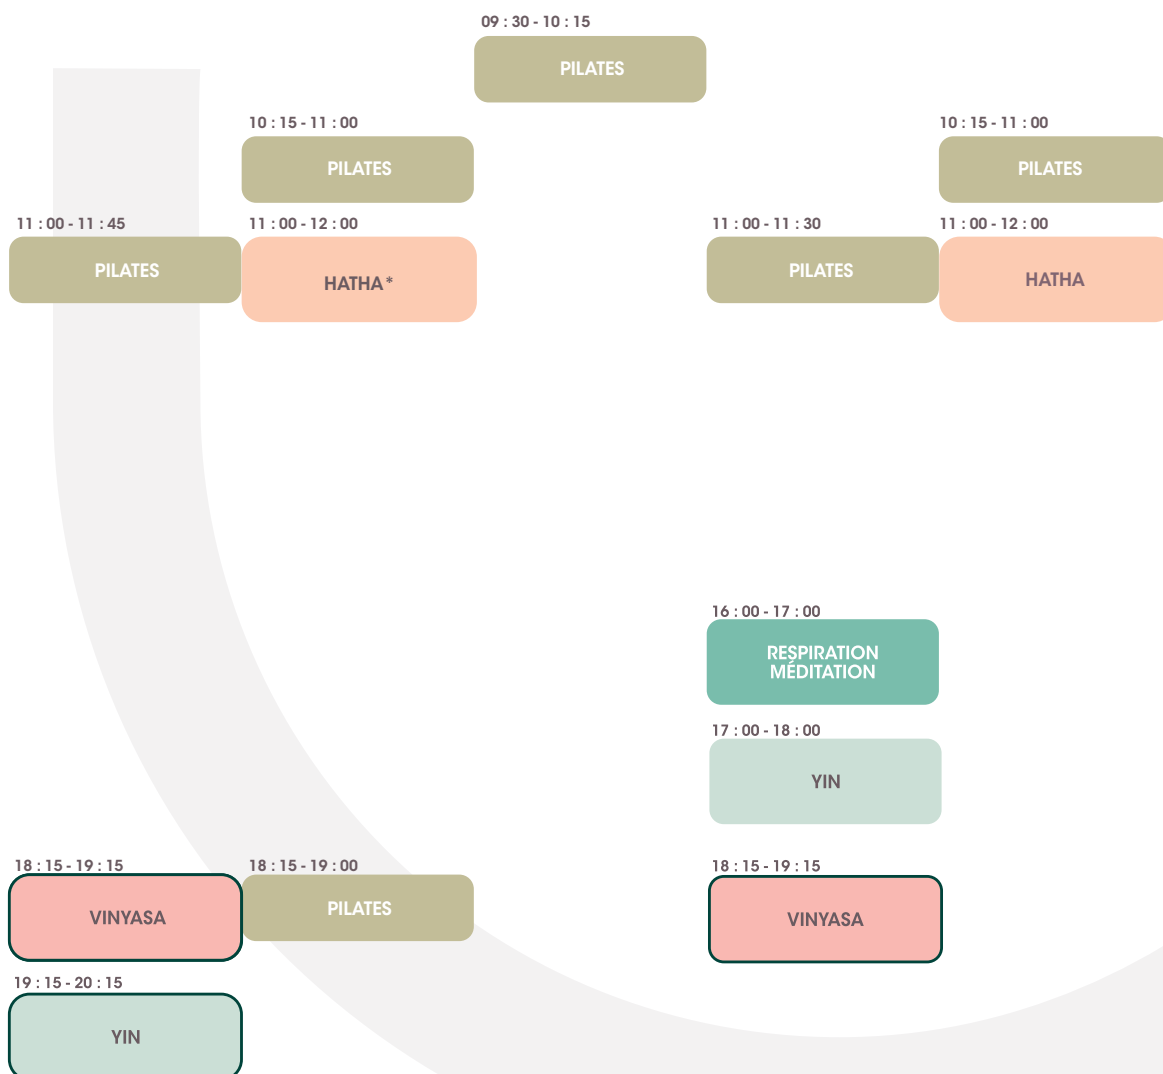 09 : 30 - 10 : 15
PILATES
10 : 15 - 11 : 00
PILATES
10 : 15 - 11 : 00
PILATES
11 : 00 - 11 : 45
PILATES
11 : 00 - 12 : 00
HATHA*
11 : 00 - 11 : 30
PILATES
11 : 00 - 12 : 00
HATHA
16 : 00 - 17 : 00
RESPIRATION
MÉDITATION
17 : 00 - 18 : 00
YIN
18 : 15 - 19 : 15
VINYASA
18 : 15 - 19 : 00
PILATES
18 : 15 - 19 : 15
VINYASA
19 : 15 - 20 : 15
YIN